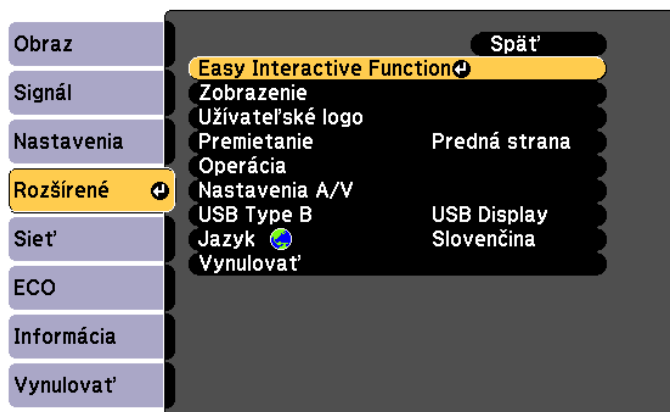 Obraz
Signál
Nastavenia
Rozšírené
Sieť
ECO
Informácia
Vynulovať
Späť
Easy Interactive Function
Zobrazenie
Užívateľské logo
Premietanie Predná strana
Operácia
Nastavenia A/V
USB Type B USB Display
Jazyk Slovenčina
Vynulovať